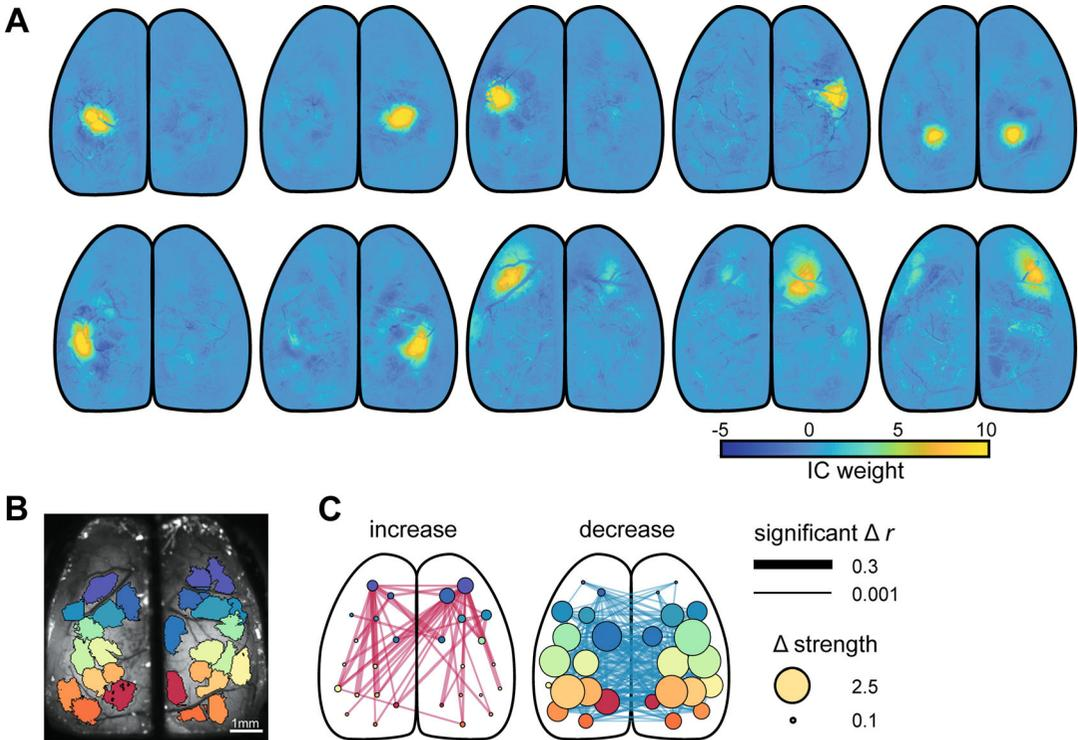 A
-5 0 5 10
IC weight
B
1mm
C
increase
decrease
significant Δ r
0.3
0.001
Δ strength
2.5
0.1